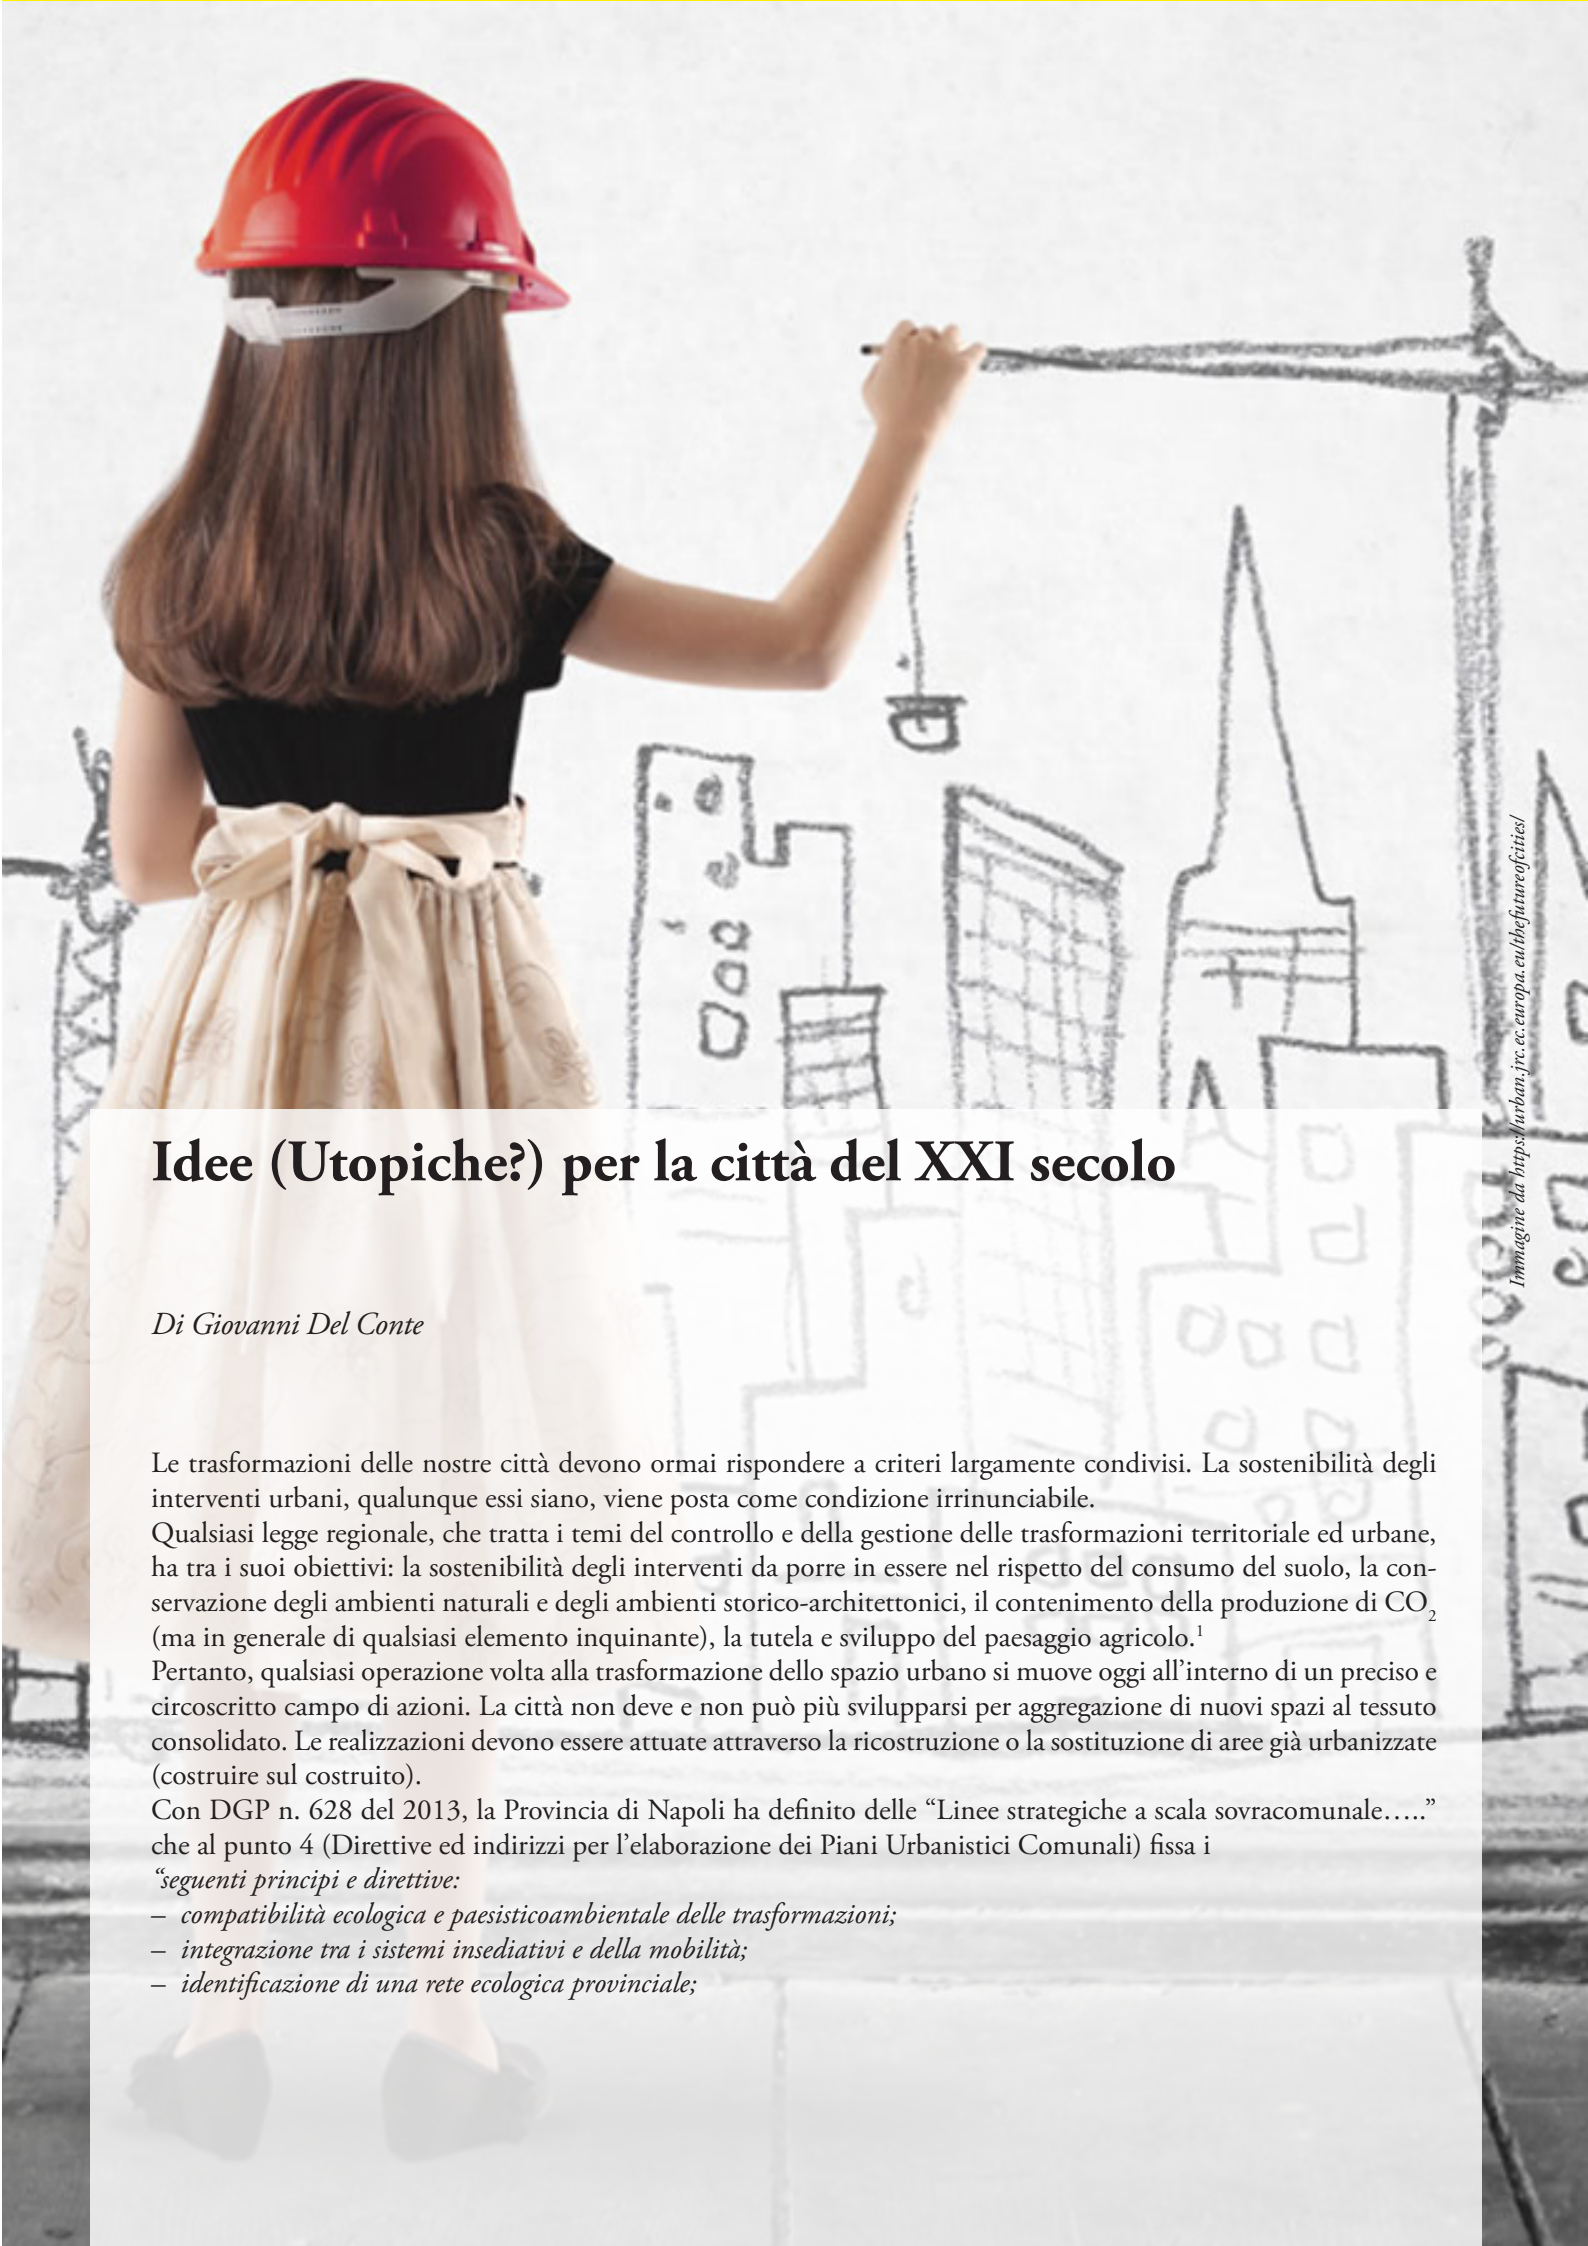 Idee (Utopiche?) per la città del XXI secolo
Di Giovanni Del Conte
Le trasformazioni delle nostre città devono ormai rispondere a criteri largamente condivisi. La sostenibilità degli
interventi urbani, qualunque essi siano, viene posta come condizione irrinunciabile.
Qualsiasi legge regionale, che tratta i temi del controllo e della gestione delle trasformazioni territoriale ed urbane,
ha tra i suoi obiettivi: la sostenibilità degli interventi da porre in essere nel rispetto del consumo del suolo, la con-
servazione degli ambienti naturali e degli ambienti storico-architettonici, il contenimento della produzione di CO2
(ma in generale di qualsiasi elemento inquinante), la tutela e sviluppo del paesaggio agricolo.1
Pertanto, qualsiasi operazione volta alla trasformazione dello spazio urbano si muove oggi all’interno di un preciso e
circoscritto campo di azioni. La città non deve e non può più svilupparsi per aggregazione di nuovi spazi al tessuto
consolidato. Le realizzazioni devono essere attuate attraverso la ricostruzione o la sostituzione di aree già urbanizzate
(costruire sul costruito).
Con DGP n. 628 del 2013, la Provincia di Napoli ha definito delle “Linee strategiche a scala sovracomunale…..”
che al punto 4 (Direttive ed indirizzi per l’elaborazione dei Piani Urbanistici Comunali) fissa i
“seguenti principi e direttive:
– compatibilità ecologica e paesisticoambientale delle trasformazioni;
– integrazione tra i sistemi insediativi e della mobilità;
– identificazione di una rete ecologica provinciale;
Immagine da https://urban.jrc.ec.europa.eu/thefutureofcities/